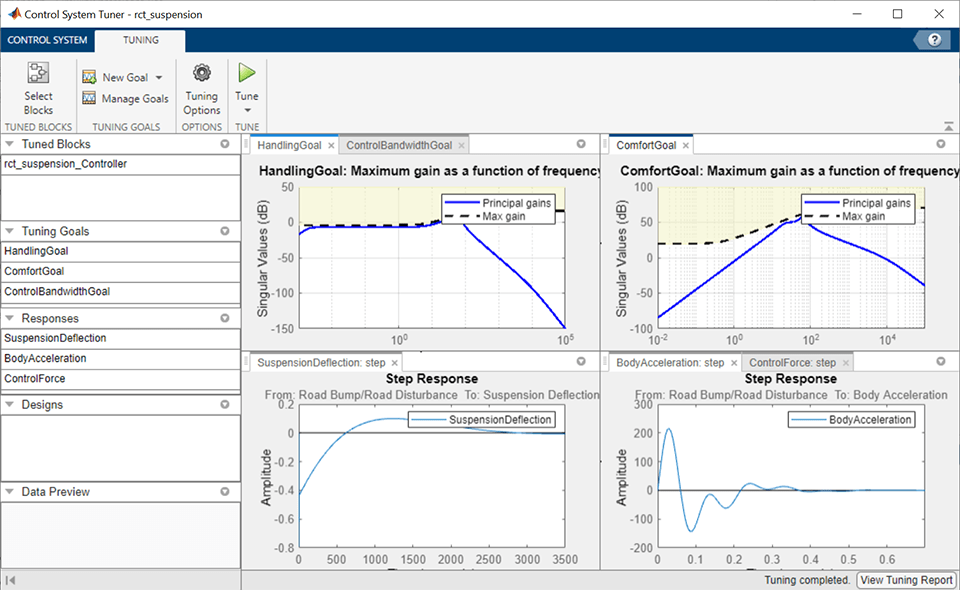 Control System Tuner - rct_suspension
CONTROL SYSTEM
TUNING
?
Select
Blocks
New Goal
Manage Goals
Tuning
Options
Tune
TUNED BLOCKS
TUNING GOALS
OPTIONS
TUNE
Tuned Blocks
rct_suspension_Controller
Tuning Goals
HandlingGoal
ComfortGoal
ControlBandwidthGoal
Responses
SuspensionDeflection
BodyAcceleration
ControlForce
Designs
Data Preview
HandlingGoal
ControlBandwidthGoal
HandlingGoal: Maximum gain as a function of frequency
Singular Values (dB)
50
0
-50
-100
-150
10^0
10^5
Principal gains
Max gain
ComfortGoal
ComfortGoal: Maximum gain as a function of frequency
Singular Values (dB)
100
50
0
-50
-100
10^-2
10^0
10^2
10^4
Principal gains
Max gain
SuspensionDeflection: step
Step Response
From: Road Bump/Road Disturbance To: Suspension Deflection
Amplitude
0.2
0
-0.2
-0.4
-0.6
-0.8
0
500
1000
1500
2000
2500
3000
3500
SuspensionDeflection
BodyAcceleration: step
ControlForce: step
Step Response
From: Road Bump/Road Disturbance To: Body Acceleration
Amplitude
300
200
100
0
-100
-200
0
0.1
0.2
0.3
0.4
0.5
0.6
BodyAcceleration
Tuning completed.
View Tuning Report